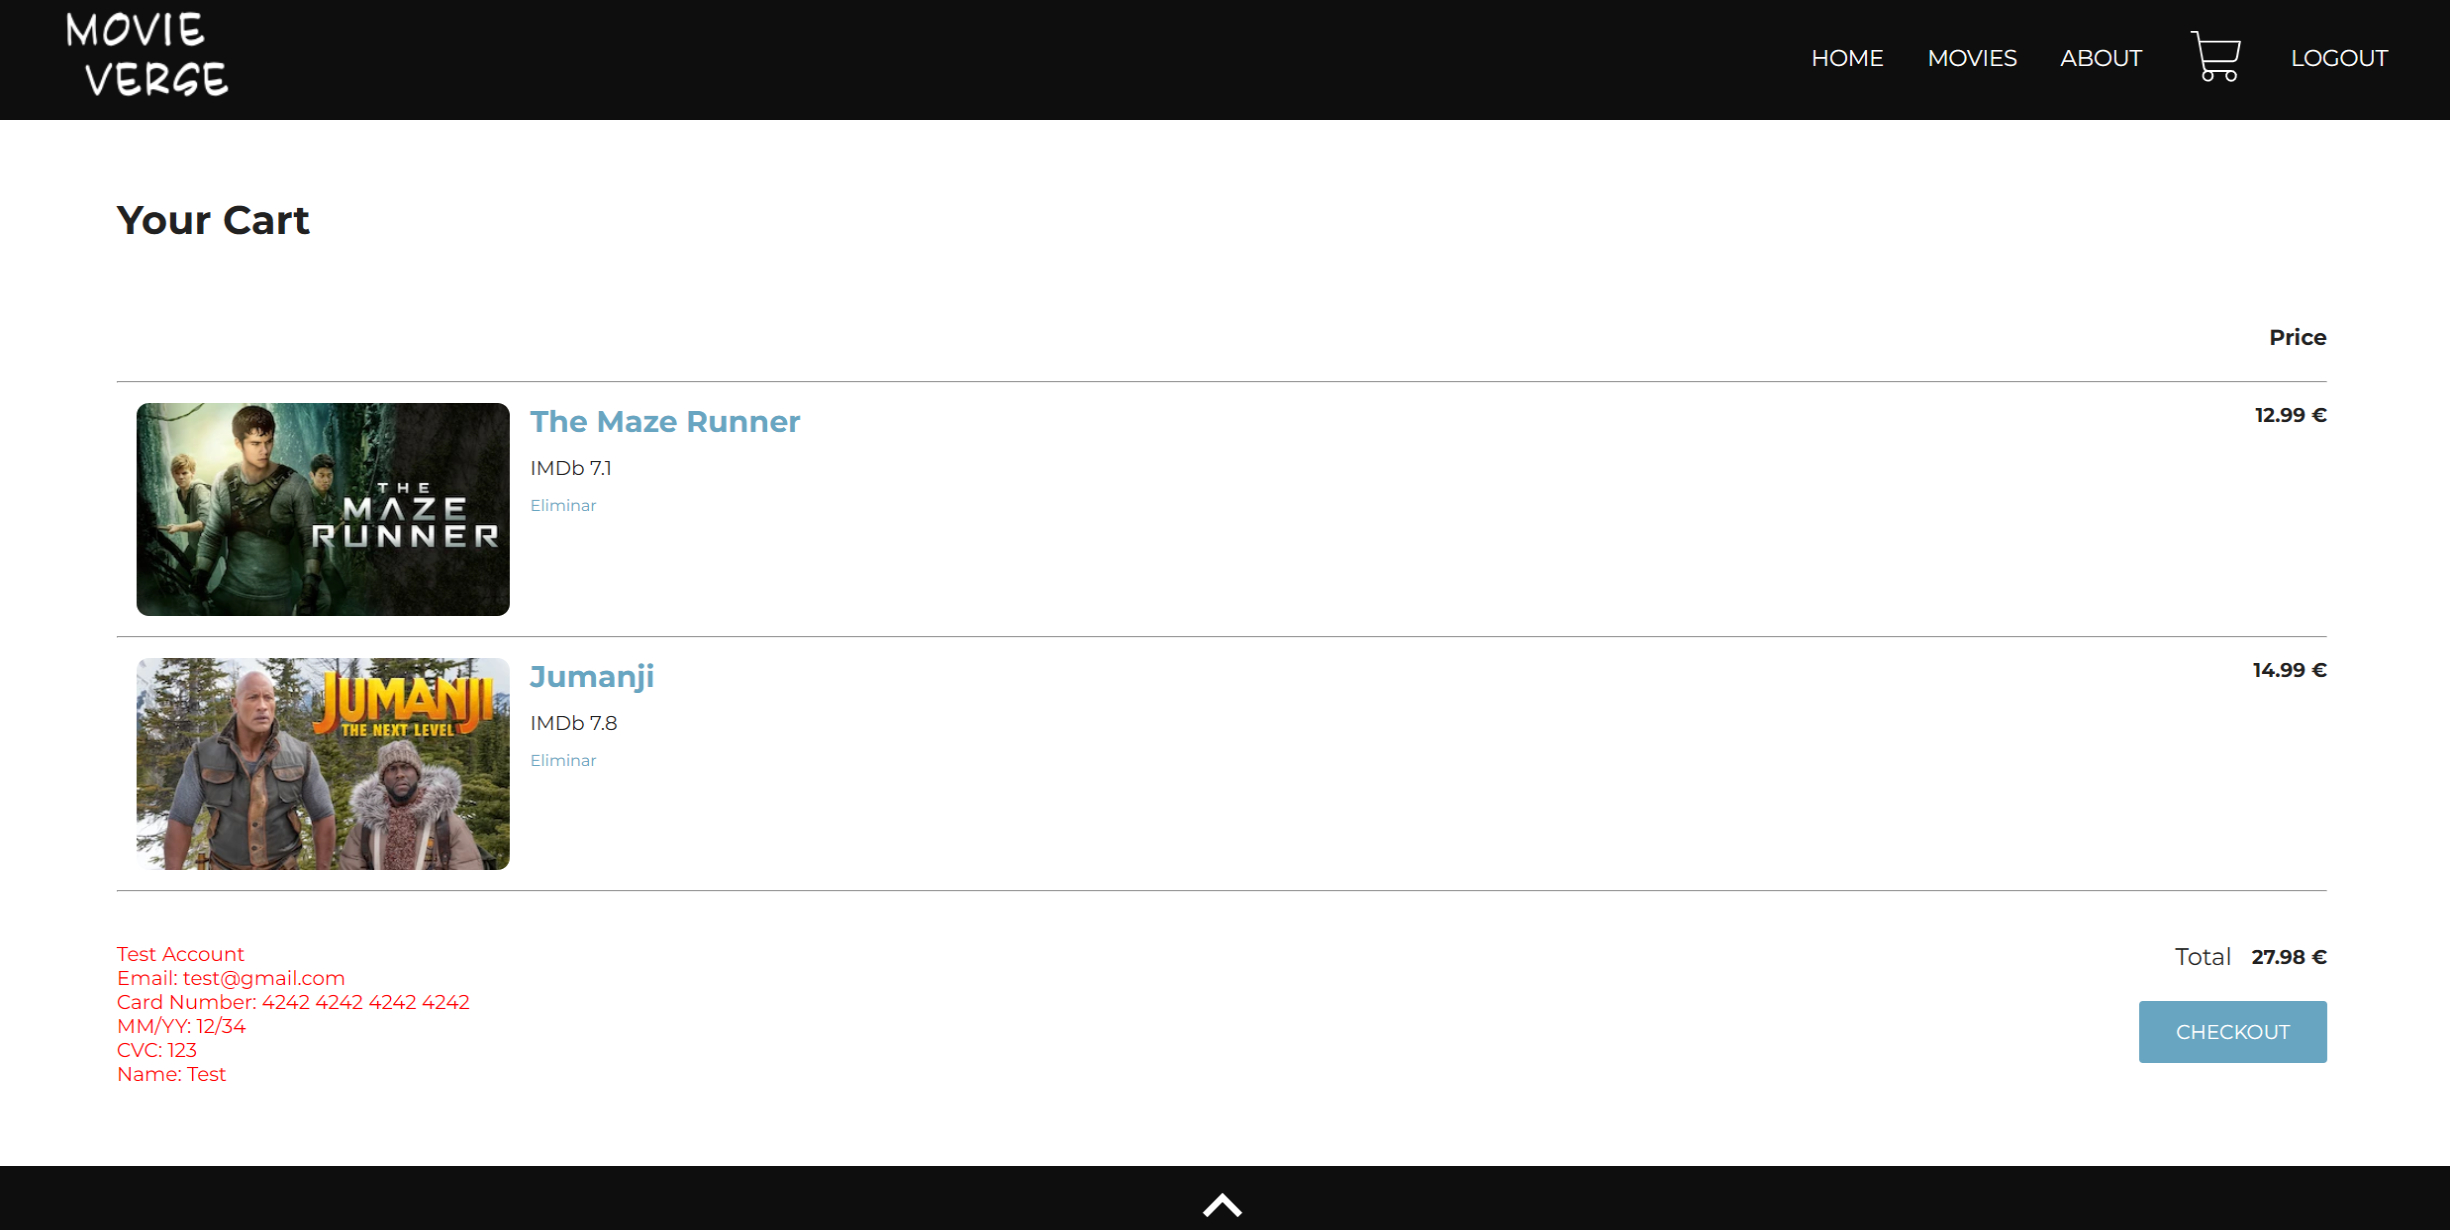 MOVIE
VERGE
HOME MOVIES ABOUT LOGOUT
Your Cart
Price
THE
MAZE
RUNNER
The Maze Runner
12.99 €
IMDb 7.1
Eliminar
JUMANJI
THE NEXT LEVEL
Jumanji
14.99 €
IMDb 7.8
Eliminar
Test Account
Email: test@gmail.com
Card Number: 4242 4242 4242 4242
MM/YY: 12/34
CVC: 123
Name: Test
Total 27.98 €
CHECKOUT